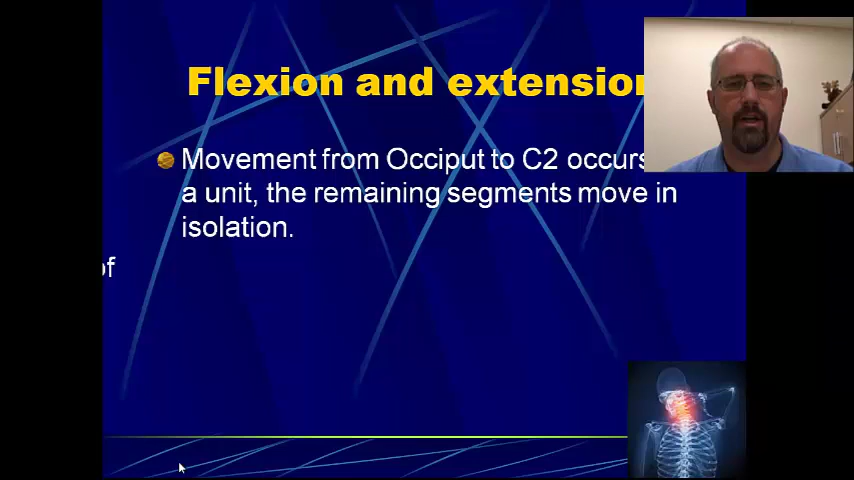 Flexion and extension
Movement from Occiput to C2 occurs
a unit, the remaining segments move in
isolation.
of